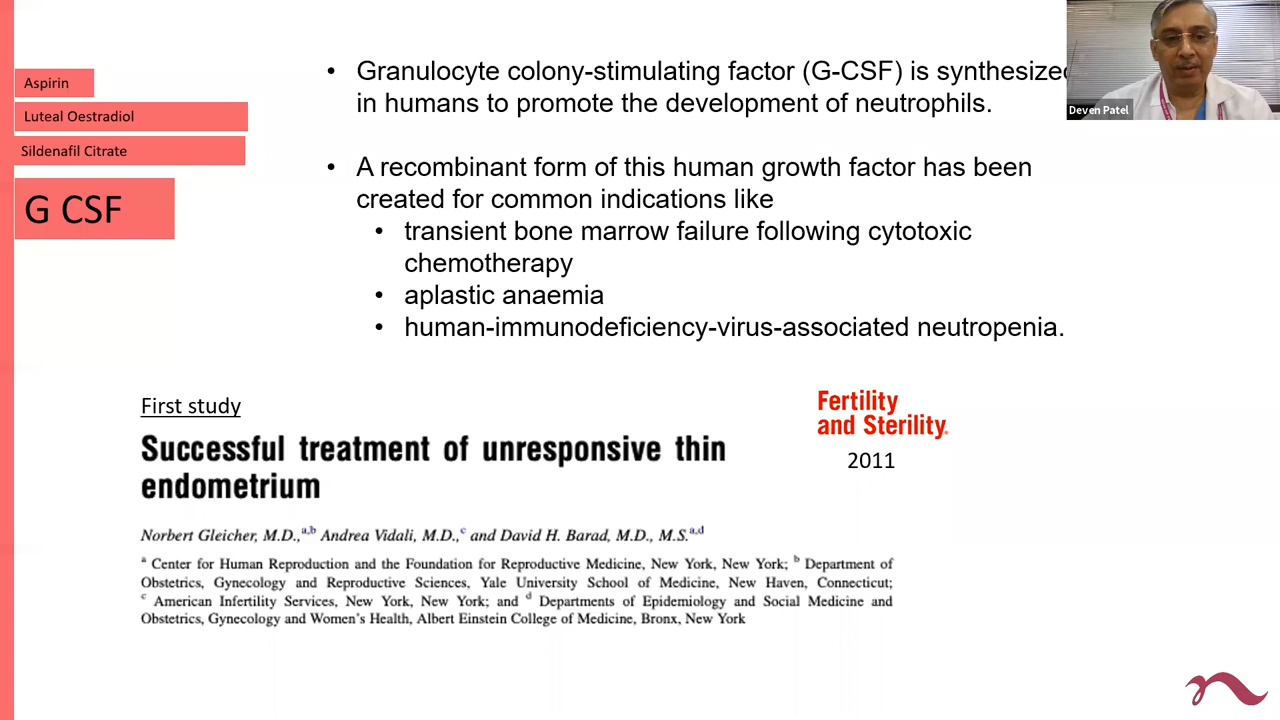 Aspirin
Luteal Oestradiol
Sildenafil Citrate
G CSF
• Granulocyte colony-stimulating factor (G-CSF) is synthesized
in humans to promote the development of neutrophils.
• A recombinant form of this human growth factor has been
created for common indications like
• transient bone marrow failure following cytotoxic
chemotherapy
• aplastic anaemia
• human-immunodeficiency-virus-associated neutropenia.
Deven Patel
First study
Successful treatment of unresponsive thin
endometrium
Norbert Gleicher, M.D.,a,b Andrea Vidali, M.D.,c and David H. Barad, M.D., M.S.a,d
a Center for Human Reproduction and the Foundation for Reproductive Medicine, New York, New York; b Department of
Obstetrics, Gynecology and Reproductive Sciences, Yale University School of Medicine, New Haven, Connecticut;
c American Infertility Services, New York, New York; and d Departments of Epidemiology and Social Medicine and
Obstetrics, Gynecology and Women's Health, Albert Einstein College of Medicine, Bronx, New York
Fertility
and Sterility.
2011